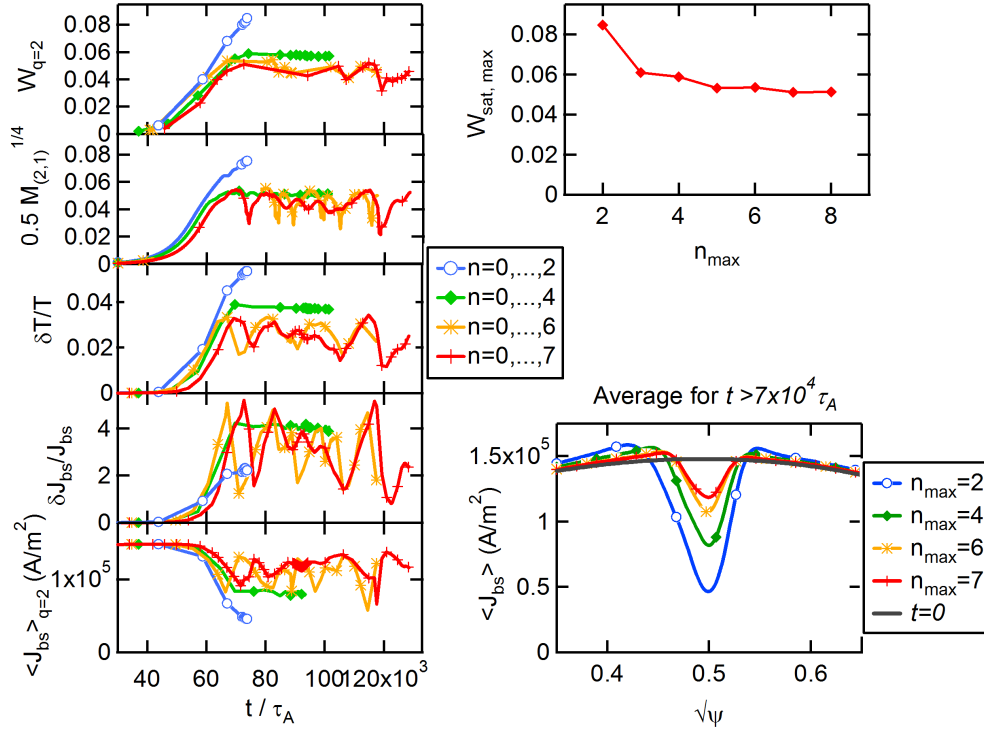 W_{q=2}
0.08
0.06
0.04
0.02
0
0.5 M_{(2,1)}^{1/4}
0.08
0.06
0.04
0.02
0
δT/T
0.04
0.02
0
δJ_{bs}/J_{bs}
4
2
0
<J_{bs}>_{q=2} (A/m^2)
1x10^5
0
40
60
80
100
120x10^3
t / τ_A
W_{sat, max}
0.08
0.06
0.04
0.02
0
2
4
6
8
n_{max}
n=0,...,2
n=0,...,4
n=0,...,6
n=0,...,7
Average for t >7x10^4 τ_A
<J_{bs}> (A/m^2)
1.5x10^5
1x10^5
0.5x10^5
0
0.4
0.5
0.6
√ψ
n_{max}=2
n_{max}=4
n_{max}=6
n_{max}=7
t=0